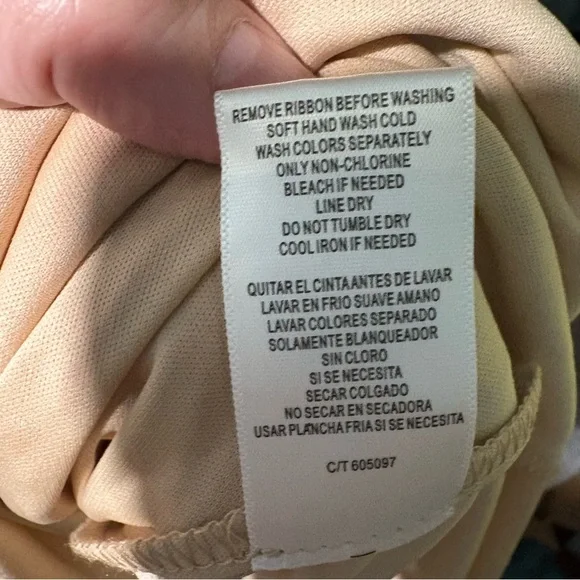 REMOVE RIBBON BEFORE WASHING
SOFT HAND WASH COLD
WASH COLORS SEPARATELY
ONLY NON-CHLORINE
BLEACH IF NEEDED
LINE DRY
DO NOT TUMBLE DRY
COOL IRON IF NEEDED
QUITAR EL CINTA ANTES DE LAVAR
LAVAR EN FRIO SUAVE AMANO
LAVAR COLORES SEPARADO
SOLAMENTE BLANQUEADOR
SIN CLORO
SI SE NECESITA
SECAR COLGADO
NO SECAR EN SECADORA
USAR PLANCHA FRIA SI SE NECESITA
C/T 605097